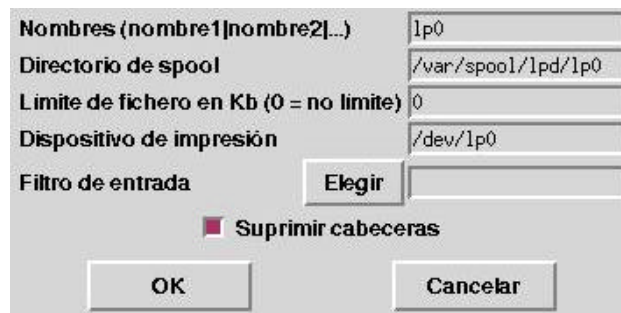 Nombres (nombre1|nombre2|...) lp0
Directorio de spool /var/spool/lpd/lp0
Limite de fichero en Kb (0 = no limite) 0
Dispositivo de impresión /dev/lp0
Filtro de entrada Elegir
Suprimir cabeceras
OK Cancelar